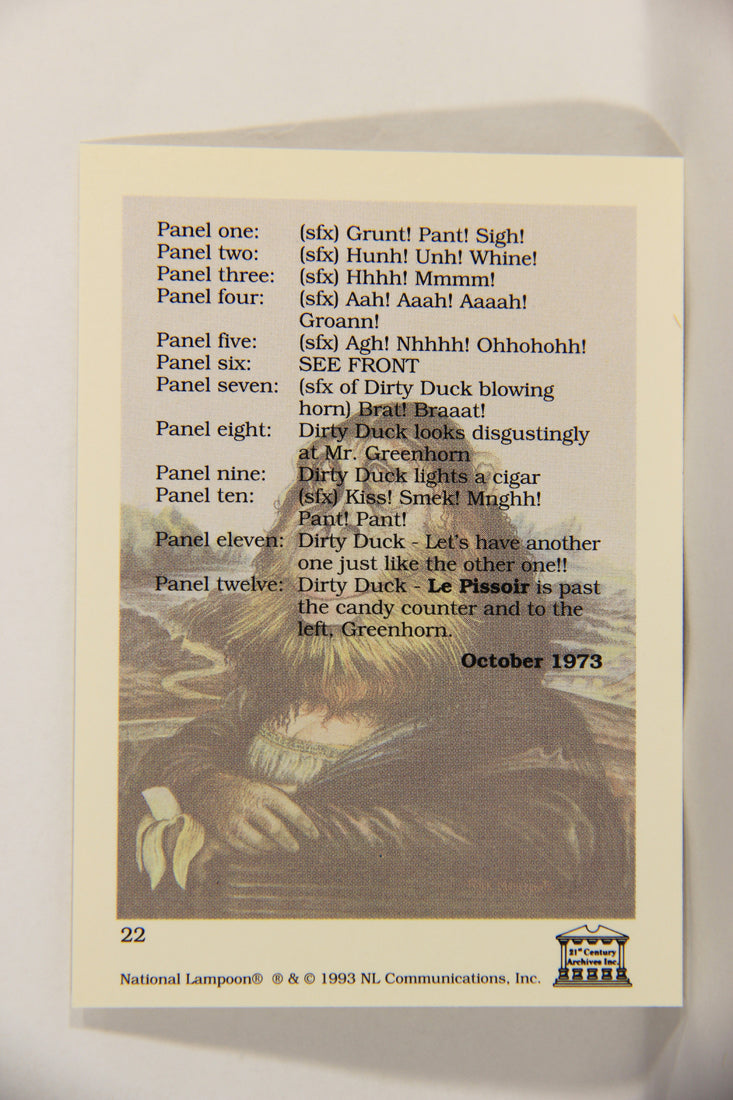 Panel one: (sfx) Grunt! Pant! Sigh!
Panel two: (sfx) Hunh! Unh! Whine!
Panel three: (sfx) Hhhh! Mmmm!
Panel four: (sfx) Aah! Aaah! Aaaah!
Groann!
Panel five: (sfx) Agh! Nhhhh! Ohhohohh!
Panel six: SEE FRONT
Panel seven: (sfx of Dirty Duck blowing
horn) Brat! Braaat!
Panel eight: Dirty Duck looks disgustingly
at Mr. Greenhorn
Panel nine: Dirty Duck lights a cigar
Panel ten: (sfx) Kiss! Smek! Mnghh!
Pant! Pant!
Panel eleven: Dirty Duck - Let's have another
one just like the other one!!
Panel twelve: Dirty Duck - Le Pissoir is past
the candy counter and to the
left, Greenhorn.
October 1973
22
21st Century
Archives Inc.
National Lampoon® ® & © 1993 NL Communications, Inc.